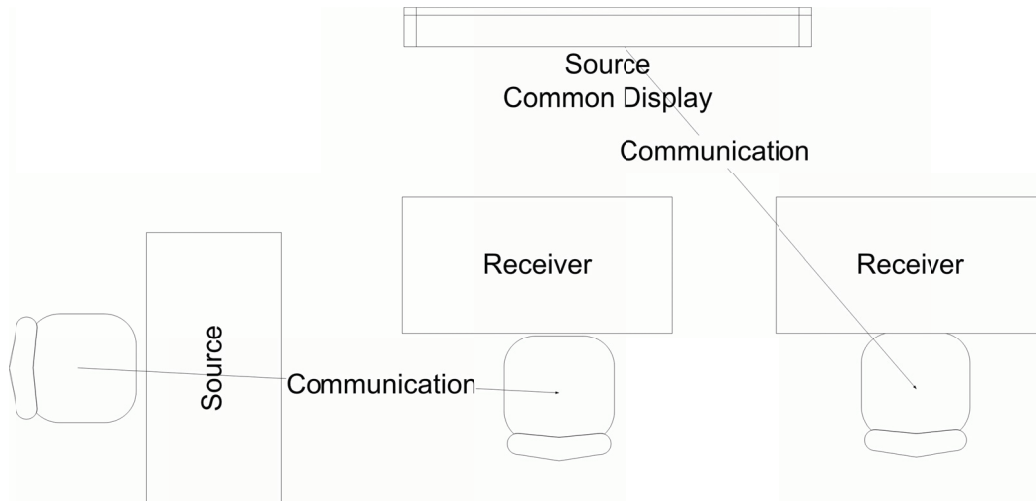 Source
Common Display
Communication
Receiver
Receiver
Source
Communication